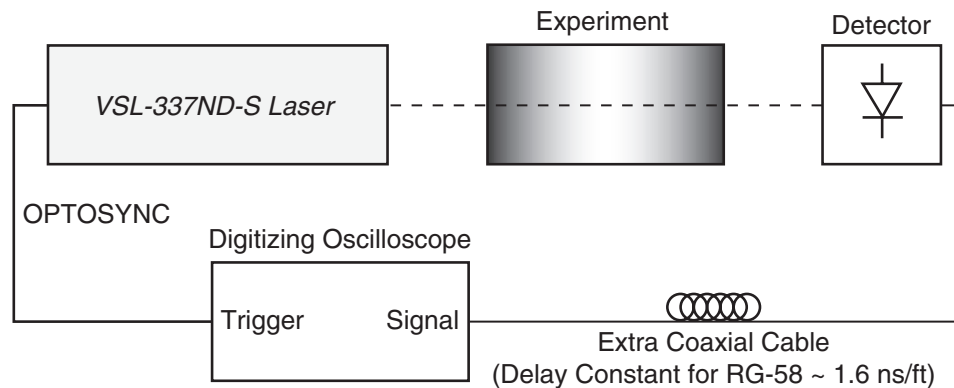 Experiment
Detector
VSL-337ND-S Laser
OPTOSYNC
Digitizing Oscilloscope
Trigger
Signal
Extra Coaxial Cable
(Delay Constant for RG-58 ~ 1.6 ns/ft)